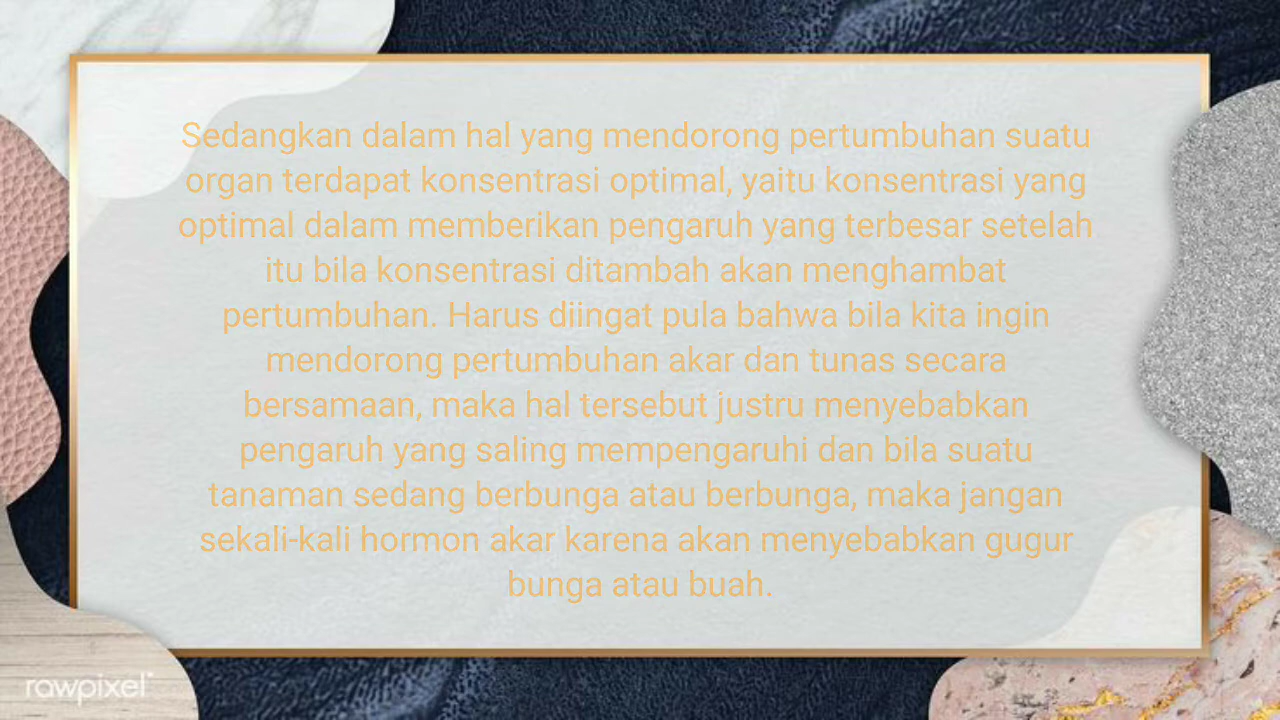 Sedangkan dalam hal yang mendorong pertumbuhan suatu
organ terdapat konsentrasi optimal, yaitu konsentrasi yang
optimal dalam memberikan pengaruh yang terbesar setelah
itu bila konsentrasi ditambah akan menghambat
pertumbuhan. Harus diingat pula bahwa bila kita ingin
mendorong pertumbuhan akar dan tunas secara
bersamaan, maka hal tersebut justru menyebabkan
pengaruh yang saling mempengaruhi dan bila suatu
tanaman sedang berbunga atau berbunga, maka jangan
sekali-kali hormon akar karena akan menyebabkan gugur
bunga atau buah.
rawpixel